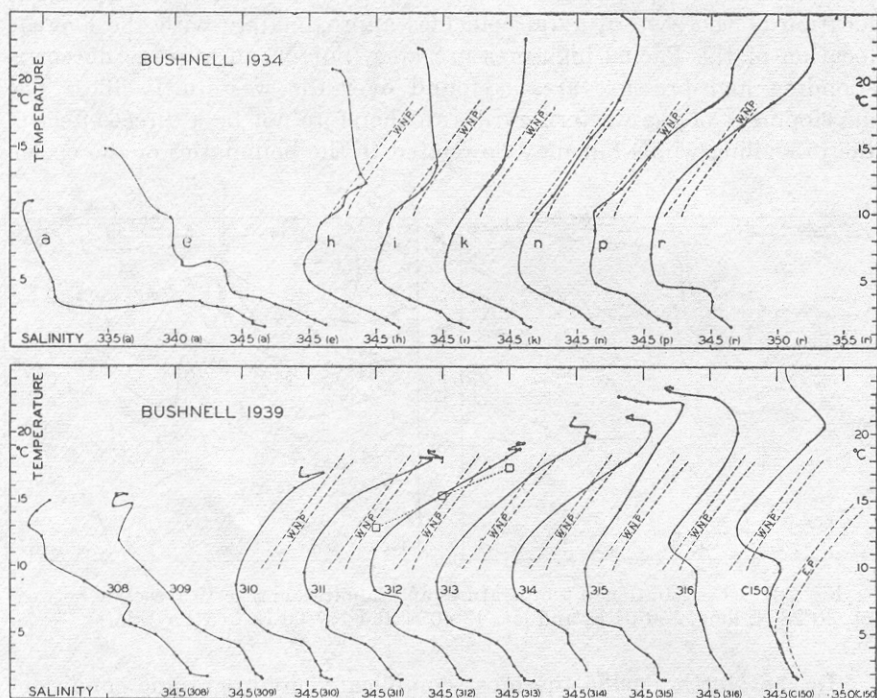 BUSHNELL 1934
TEMPERATURE
20
°C
15
10
5
20
°C
15
10
5
W.N.P.
W.N.P.
W.N.P.
W.N.P.
W.N.P.
W.N.P.
a
e
h
i
k
n
p
r
SALINITY 33.5 (a) 34.0 (a) 34.5 (a) 34.5 (e) 34.5 (h) 34.5 (i) 34.5 (k) 34.5 (n) 34.5 (p) 34.5 (r) 35.0 (r) 35.5 (r)
BUSHNELL 1939
TEMPERATURE
20
°C
15
10
5
20
°C
15
10
5
W.N.P.
W.N.P.
W.N.P.
W.N.P.
W.N.P.
W.N.P.
W.N.P.
E.P.
308
309
310
311
312
313
314
315
316
C150
SALINITY 34.5 (308) 34.5 (309) 34.5 (310) 34.5 (311) 34.5 (312) 34.5 (313) 34.5 (314) 34.5 (315) 34.5 (316) 34.5 (C150) 35.0 (C150)